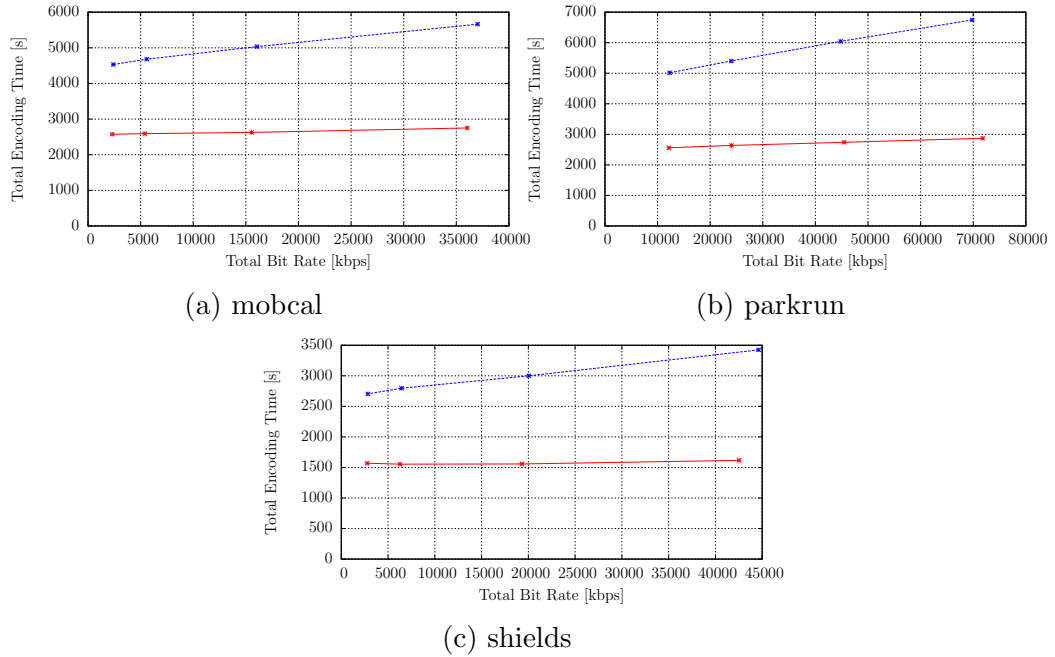 6000
5000
4000
3000
2000
1000
0
Total Encoding Time [s]
0 5000 10000 15000 20000 25000 30000 35000 40000
Total Bit Rate [kbps]
(a) mobcal
7000
6000
5000
4000
3000
2000
1000
0
Total Encoding Time [s]
0 10000 20000 30000 40000 50000 60000 70000 80000
Total Bit Rate [kbps]
(b) parkrun
3500
3000
2500
2000
1500
1000
500
0
Total Encoding Time [s]
0 5000 10000 15000 20000 25000 30000 35000 40000 45000
Total Bit Rate [kbps]
(c) shields